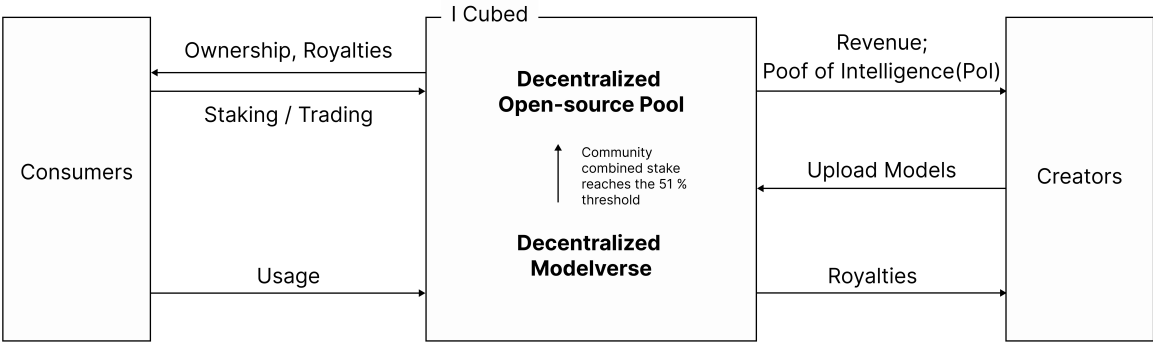 I Cubed
Ownership, Royalties
Staking / Trading
Consumers
Usage
Decentralized
Open-source Pool
Community
combined stake
reaches the 51 %
threshold
Decentralized
Modelverse
Revenue;
Poof of Intelligence(PoI)
Upload Models
Royalties
Creators